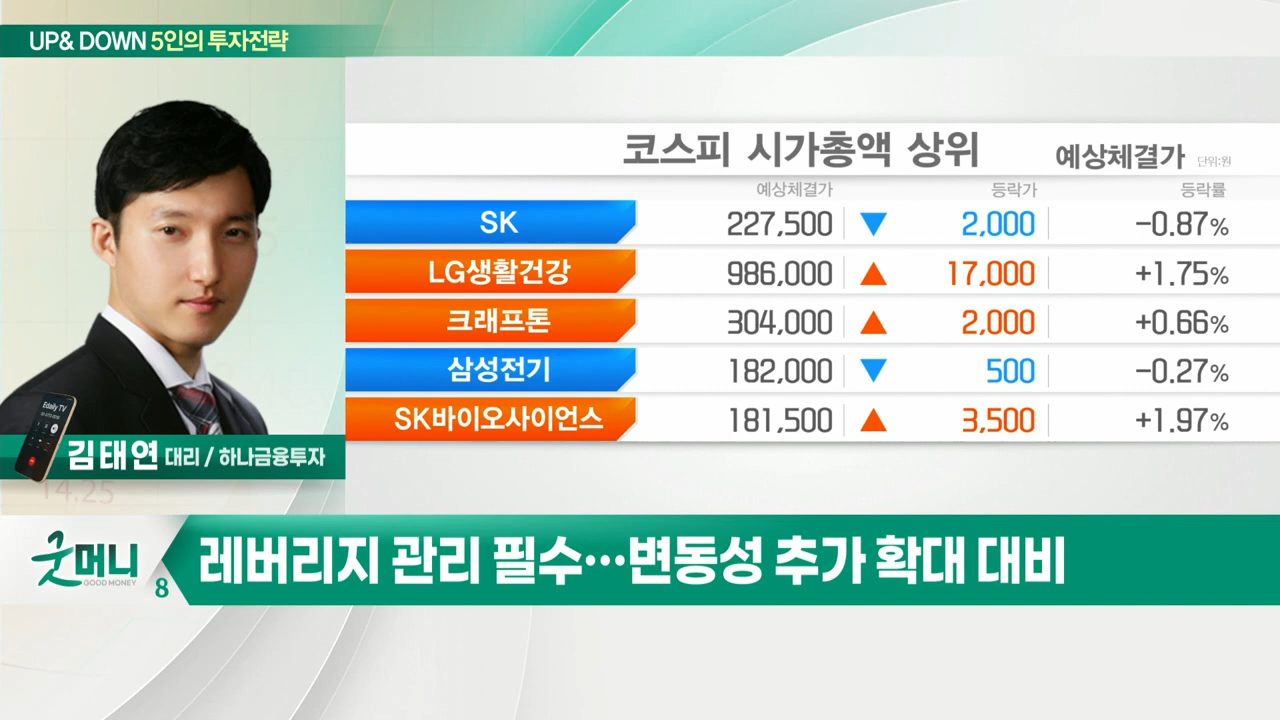 UP& DOWN 5인의 투자전략
코스피 시가총액 상위 예상체결가 단위:원
예상체결가 등락가 등락률
SK 227,500 ▼ 2,000 -0.87%
LG생활건강 986,000 ▲ 17,000 +1.75%
크래프톤 304,000 ▲ 2,000 +0.66%
삼성전기 182,000 ▼ 500 -0.27%
SK바이오사이언스 181,500 ▲ 3,500 +1.97%
Edaily TV
김태연 대리 / 하나금융투자
14.25
굿머니
GOOD MONEY
8
레버리지 관리 필수…변동성 추가 확대 대비